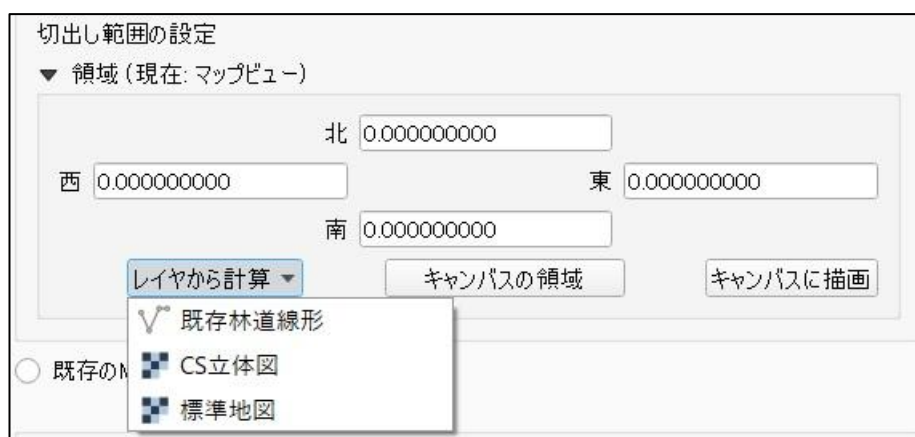 切出し範囲の設定
▼ 領域(現在: マップビュー)
北 0.000000000
西 0.000000000
東 0.000000000
南 0.000000000
レイヤから計算 ▼
キャンバスの領域
キャンバスに描画
既存林道線形
CS立体図
標準地図
既存の